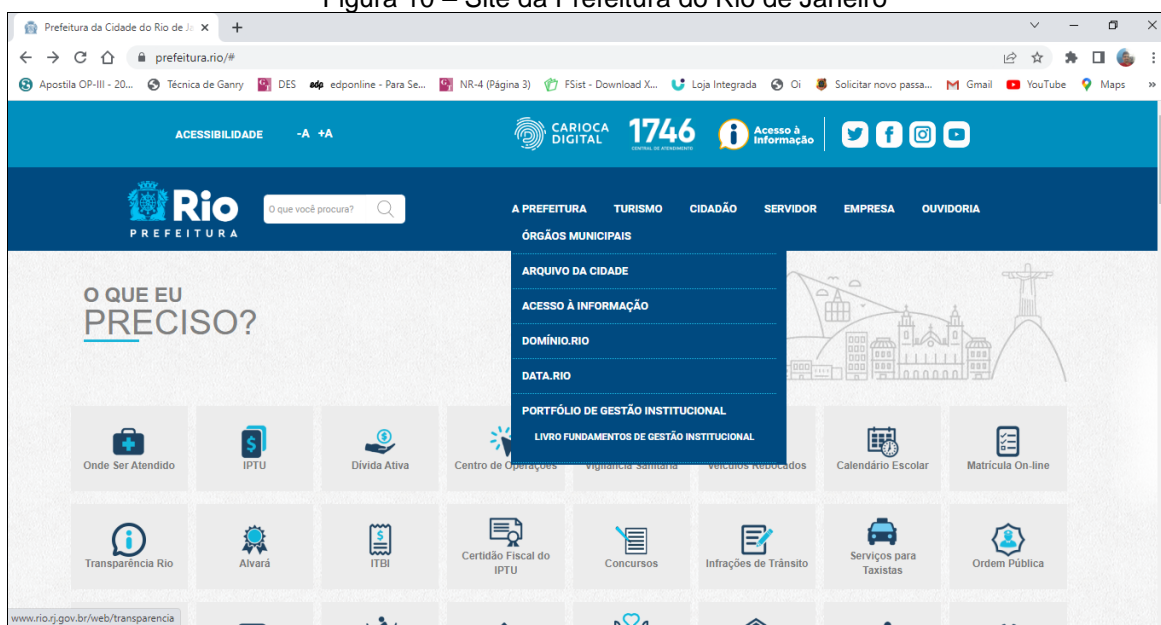 Figura 10 – Site da Prefeitura do Rio de Janeiro
Prefeitura da Cidade do Rio de Ja
prefeitura.rio/#
Apostila OP-III - 20... Técnica de Ganry DES edp edponline - Para Se... NR-4 (Página 3) FSist - Download X... Loja Integrada Oi Solicitar novo passa... Gmail YouTube Maps »
ACESSIBILIDADE -A +A
CARIOCA DIGITAL
1746
CENTRAL DE ATENDIMENTO
Acesso à Informação
Rio
PREFEITURA
O que você procura?
A PREFEITURA TURISMO CIDADÃO SERVIDOR EMPRESA OUVIDORIA
ÓRGÃOS MUNICIPAIS
ARQUIVO DA CIDADE
ACESSO À INFORMAÇÃO
DOMÍNIO.RIO
DATA.RIO
PORTFÓLIO DE GESTÃO INSTITUCIONAL
LIVRO FUNDAMENTOS DE GESTÃO INSTITUCIONAL
O QUE EU
PRECISO?
Onde Ser Atendido IPTU Dívida Ativa Centro de Operações Vigilância Sanitária Veículos Rebocados Calendário Escolar Matrícula On-line
Transparência Rio Alvará ITBI Certidão Fiscal do IPTU Concursos Infrações de Trânsito Serviços para Taxistas Ordem Pública
www.rio.rj.gov.br/web/transparencia